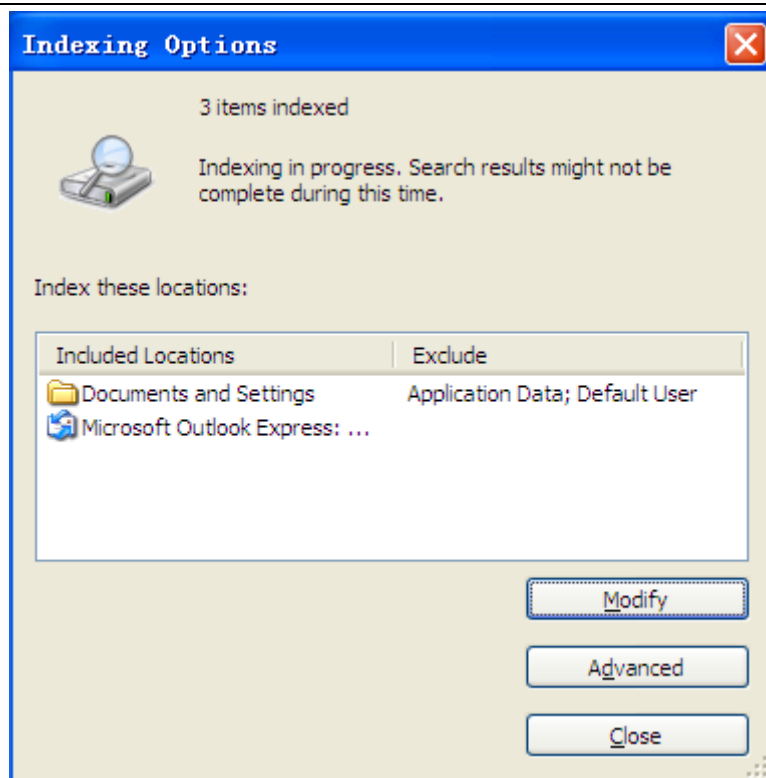 Indexing Options
3 items indexed
Indexing in progress. Search results might not be
complete during this time.
Index these locations:
Included Locations Exclude
Documents and Settings Application Data; Default User
Microsoft Outlook Express: ...
Modify
Advanced
Close